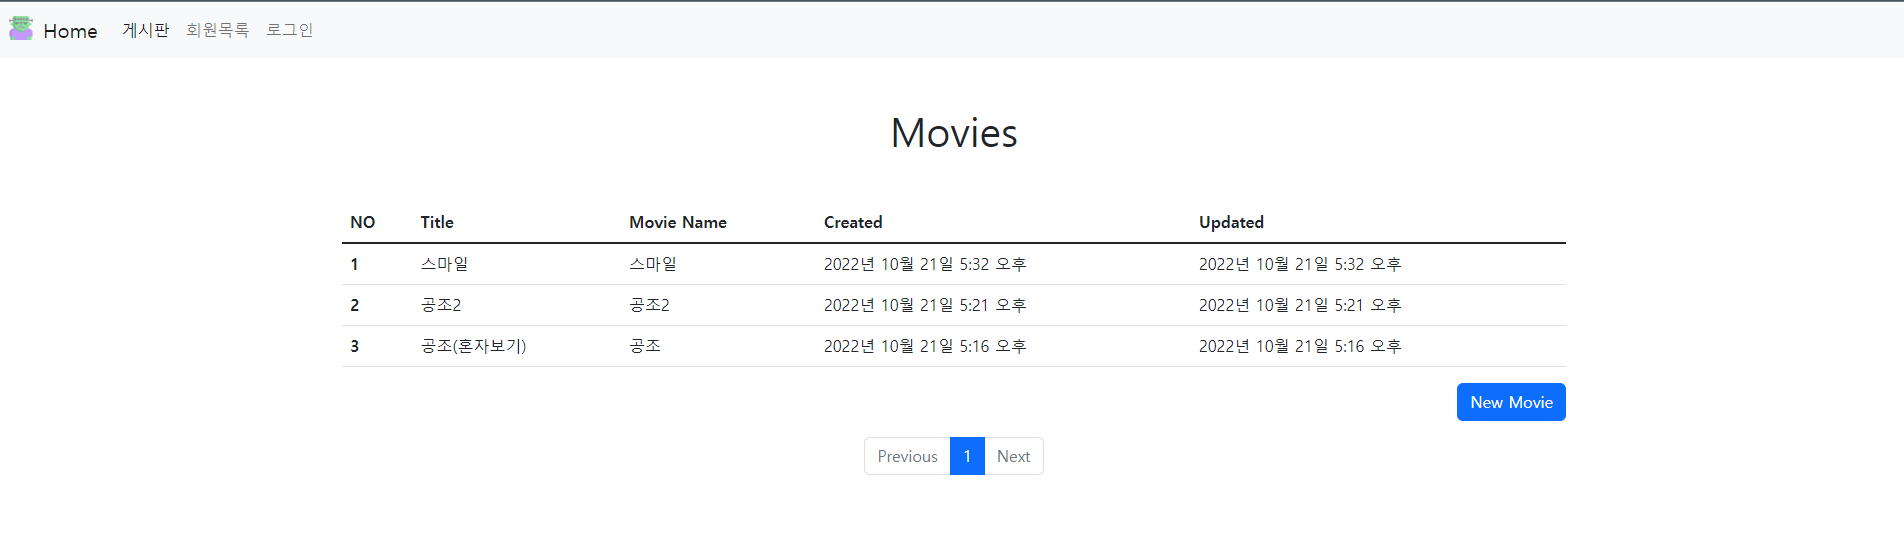 Home 게시판 회원목록 로그인
Movies
NO Title Movie Name Created Updated
1 스마일 스마일 2022년 10월 21일 5:32 오후 2022년 10월 21일 5:32 오후
2 공조2 공조2 2022년 10월 21일 5:21 오후 2022년 10월 21일 5:21 오후
3 공조(혼자보기) 공조 2022년 10월 21일 5:16 오후 2022년 10월 21일 5:16 오후
New Movie
Previous 1 Next